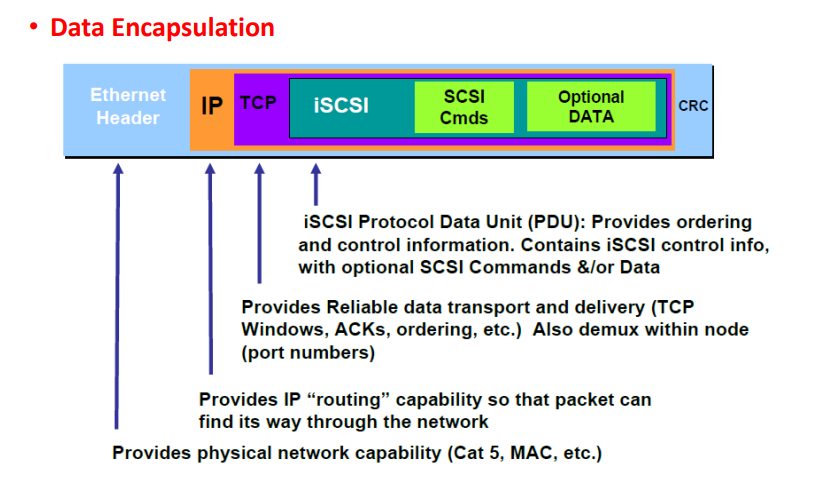 • Data Encapsulation
Ethernet
Header
IP
TCP
iSCSI
SCSI
Cmds
Optional
DATA
CRC
iSCSI Protocol Data Unit (PDU): Provides ordering
and control information. Contains iSCSI control info,
with optional SCSI Commands &/or Data
Provides Reliable data transport and delivery (TCP
Windows, ACKs, ordering, etc.)  Also demux within node
(port numbers)
Provides IP “routing” capability so that packet can
find its way through the network
Provides physical network capability (Cat 5, MAC, etc.)